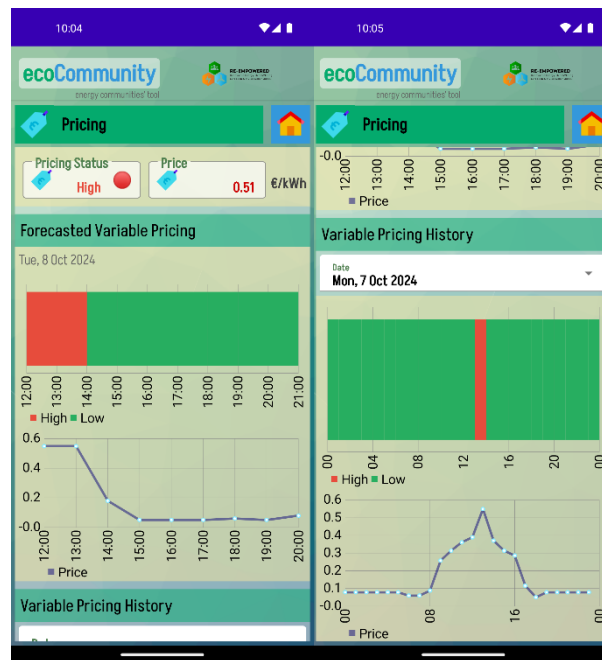 10:04
ecoCommunity
energy communities' tool
RE-EMPOWERED
Pricing
Pricing Status
High
Price
0.51
€/kWh
Forecasted Variable Pricing
Tue, 8 Oct 2024
12:00 13:00 14:00 15:00 16:00 17:00 18:00 19:00 20:00 21:00
High Low
0.6
0.4
0.2
-0.0
12:00 13:00 14:00 15:00 16:00 17:00 18:00 19:00 20:00
Price
Variable Pricing History
10:05
ecoCommunity
energy communities' tool
RE-EMPOWERED
Pricing
-0.0
12:00 13:00 14:00 15:00 16:00 17:00 18:00 19:00 20:00
Price
Variable Pricing History
Date
Mon, 7 Oct 2024
00 04 08 12 16 20 00
High Low
0.6
0.5
0.4
0.3
0.2
0.1
-0.0
00 08 16 00
Price